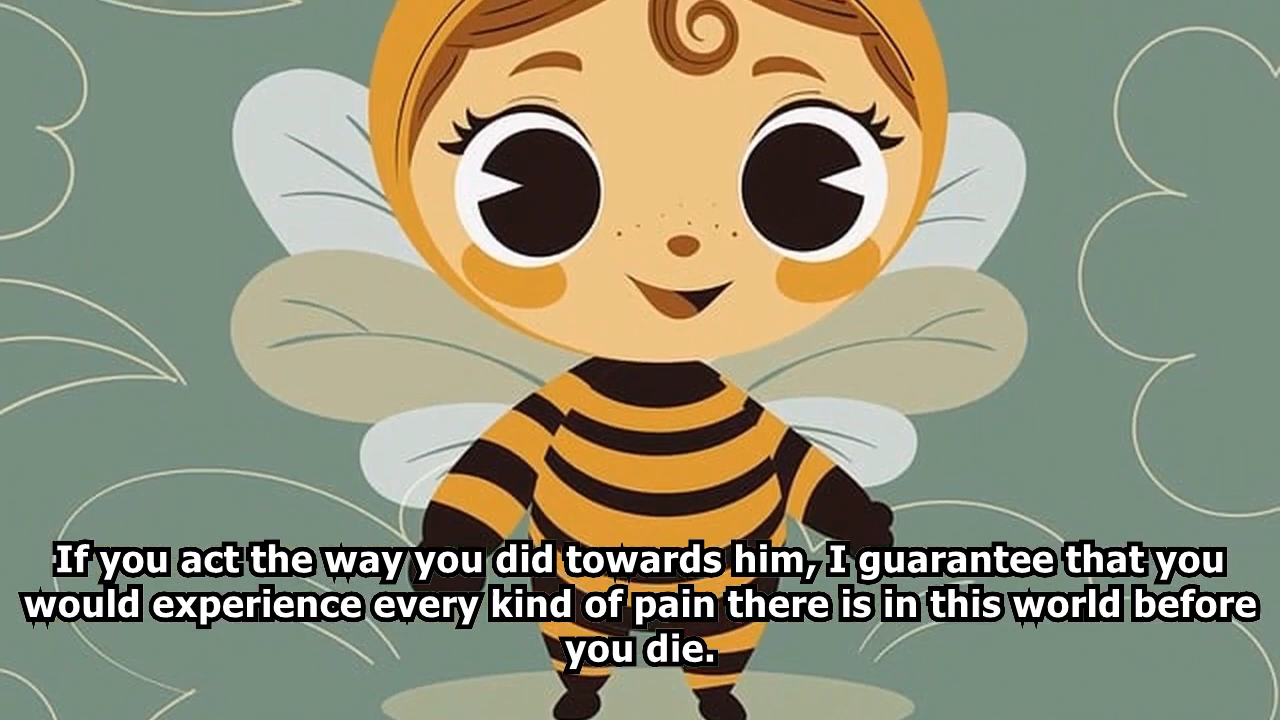 If you act the way you did towards him, I guarantee that you
would experience every kind of pain there is in this world before
you die.